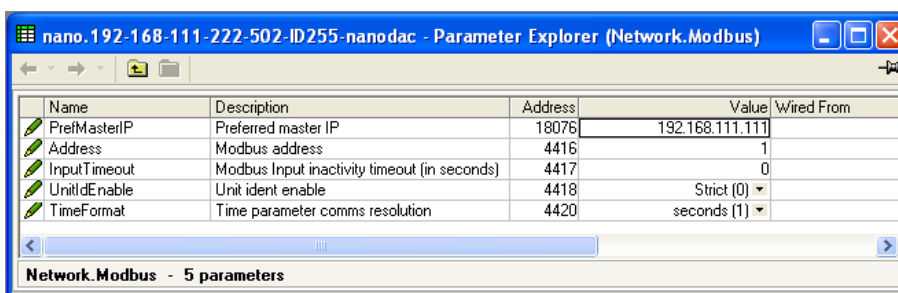 nano.192-168-111-222-502-ID255-nanodac - Parameter Explorer (Network.Modbus)
Name Description Address Value Wired From
PrefMasterIP Preferred master IP 18076 192.168.111.111
Address Modbus address 4416 1
InputTimeout Modbus Input inactivity timeout (in seconds) 4417 0
UnitIdEnable Unit ident enable 4418 Strict (0)
TimeFormat Time parameter comms resolution 4420 seconds (1)
Network.Modbus - 5 parameters